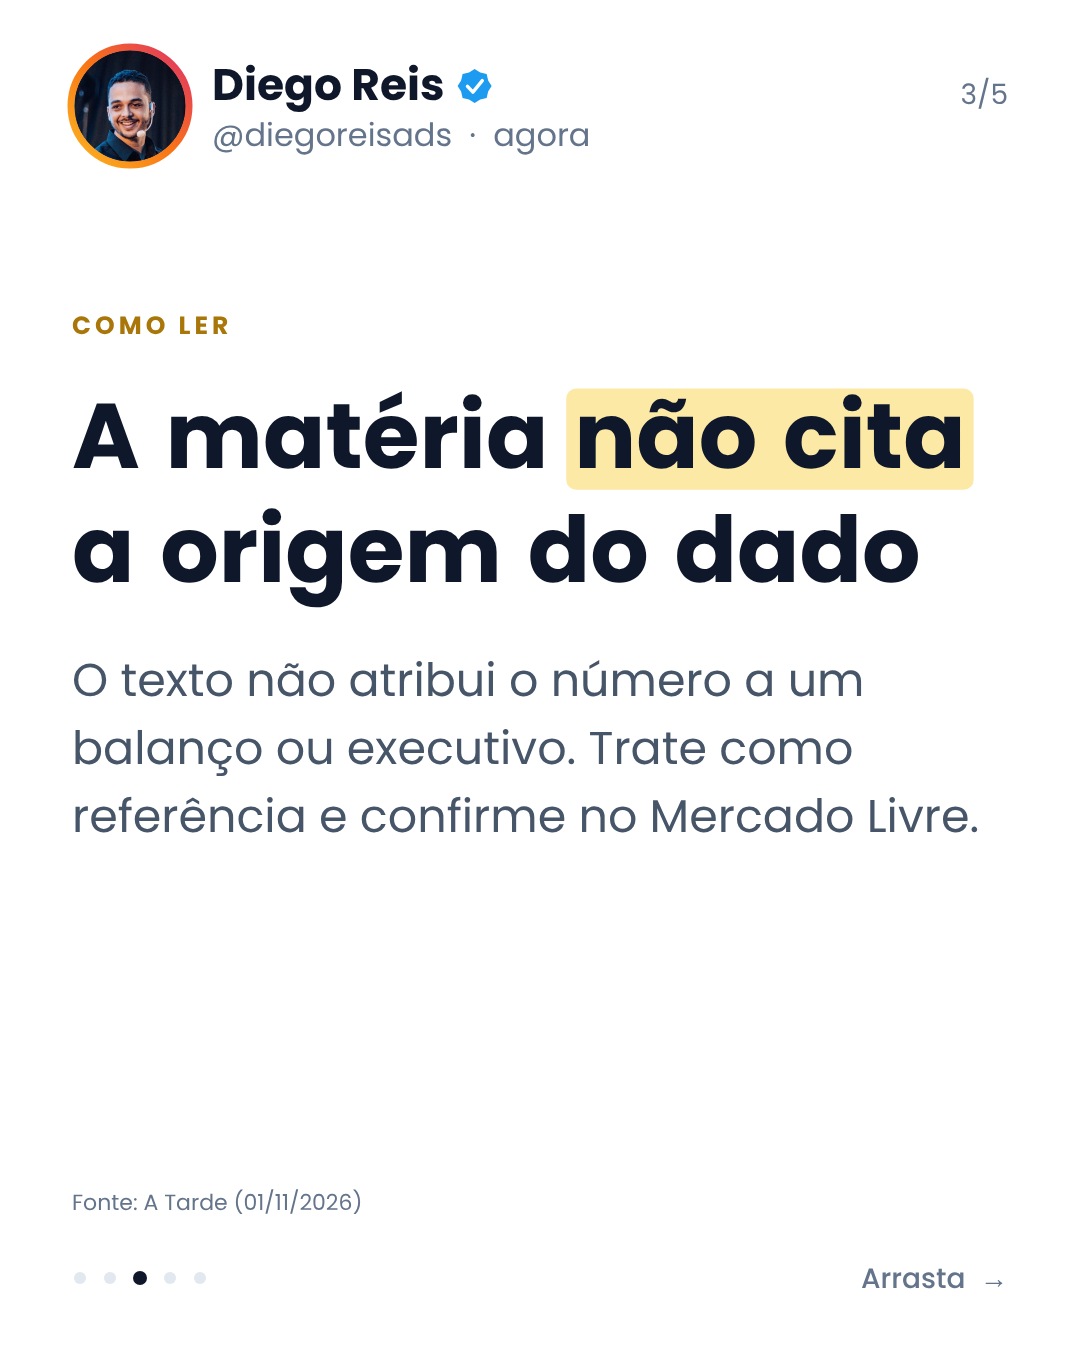 Diego Reis
@diegoreisads · agora
3/5
COMO LER
A matéria não cita
a origem do dado
O texto não atribui o número a um
balanço ou executivo. Trate como
referência e confirme no Mercado Livre.
Fonte: A Tarde (01/11/2026)
Arrasta →